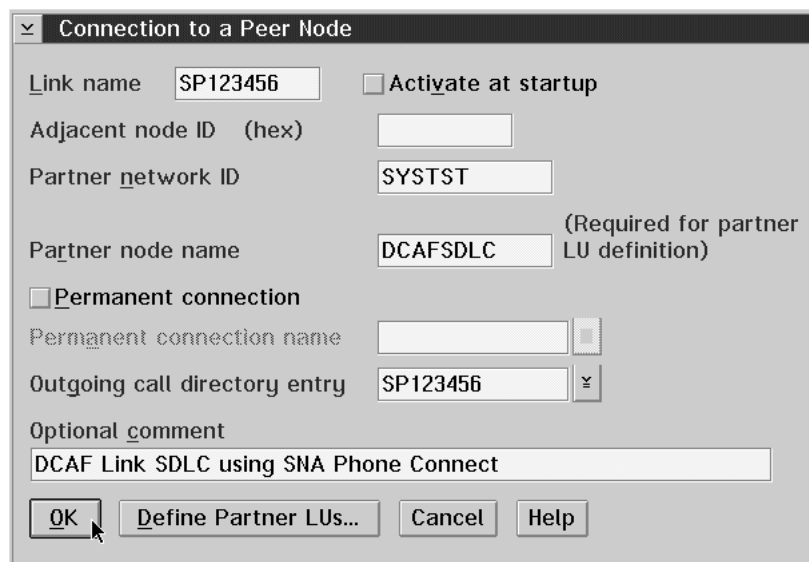 Connection to a Peer Node
Link name SP123456 Activate at startup
Adjacent node ID (hex)
Partner network ID SYSTST
(Required for partner
Partner node name DCAFSDLC LU definition)
Permanent connection
Permanent connection name
Outgoing call directory entry SP123456
Optional comment
DCAF Link SDLC using SNA Phone Connect
OK Define Partner LUs... Cancel Help